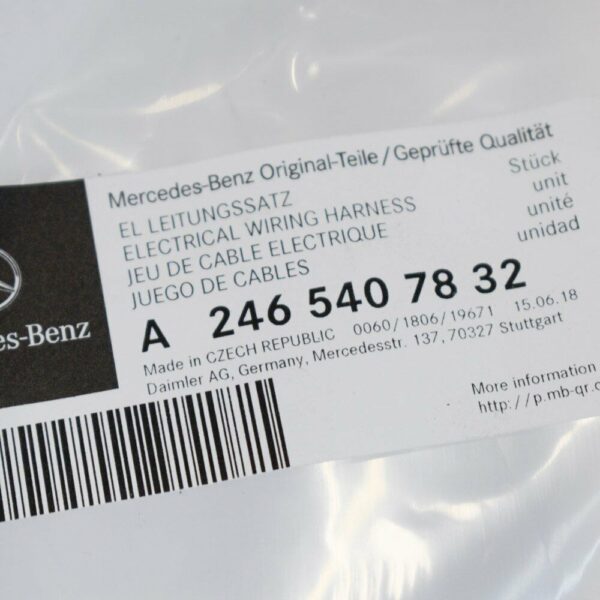 Mercedes-Benz Original-Teile/Geprüfte Qualität
EL LEITUNGSSATZ
ELECTRICAL WIRING HARNESS
JEU DE CABLE ELECTRIQUE
JUEGO DE CABLES
Stück
unit
unité
unidad
A 246 540 78 32
Made in CZECH REPUBLIC 0060/1806/19671 15.06.18
Daimler AG, Germany, Mercedesstr. 137, 70327 Stuttgart
es-Benz
More information
http://p.mb-qr.c